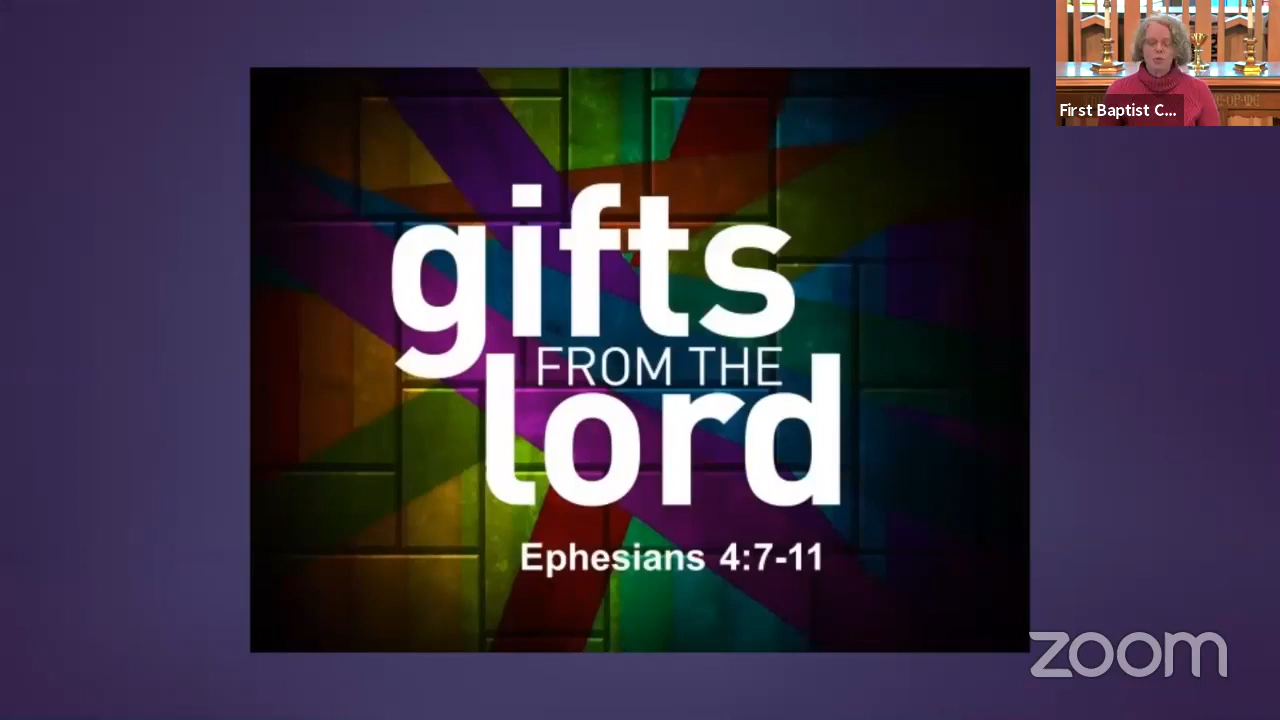 First Baptist C...
gifts
FROM THE
lord
Ephesians 4:7-11
zoom